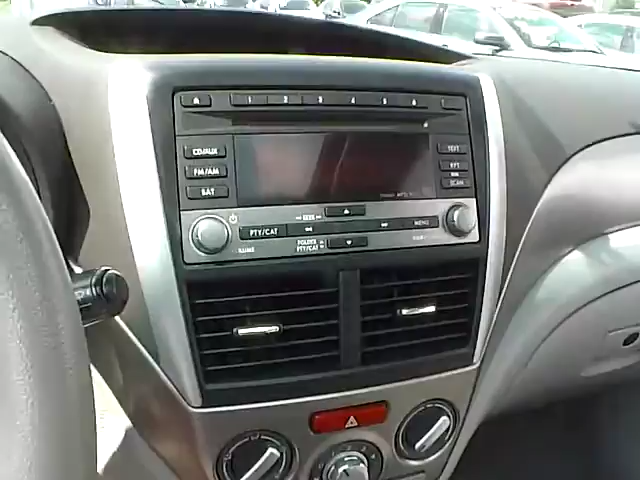 1 2 3 4 5 6
CD/AUX
FM/AM
SAT
TEXT
RPT
SCAN
SEEK
PTY/CAT
MENU
FOLDER
PTY/CAT
TUNE